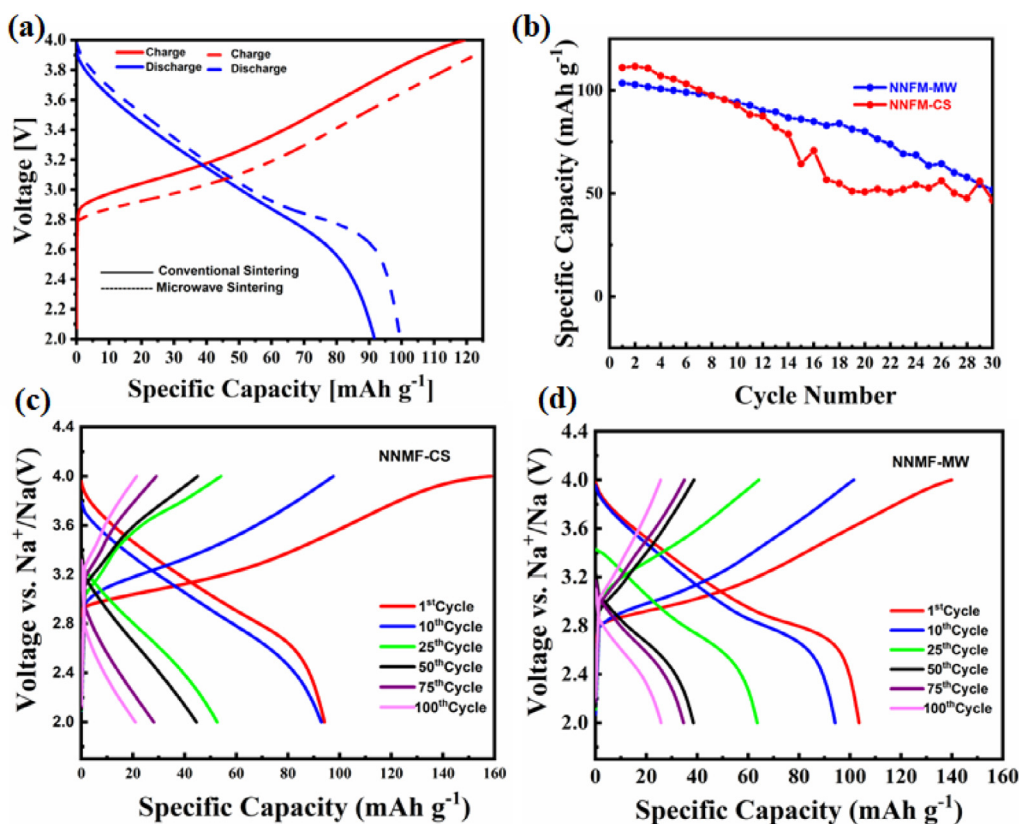 (a)
4.0
3.8
3.6
3.4
3.2
3.0
2.8
2.6
2.4
2.2
2.0
Voltage [V]
Charge Charge
Discharge Discharge
Conventional Sintering
Microwave Sintering
0 10 20 30 40 50 60 70 80 90 100 110 120
Specific Capacity [mAh g⁻¹]
(b)
100
50
0
Specific Capacity (mAh g⁻¹)
NNFM-MW
NNFM-CS
0 2 4 6 8 10 12 14 16 18 20 22 24 26 28 30
Cycle Number
(c)
4.4
4.0
3.6
3.2
2.8
2.4
2.0
Voltage vs. Na⁺/Na(V)
NNMF-CS
1ˢᵗCycle
10ᵗʰCycle
25ᵗʰCycle
50ᵗʰCycle
75ᵗʰCycle
100ᵗʰCycle
0 20 40 60 80 100 120 140 160
Specific Capacity (mAh g⁻¹)
(d)
4.4
4.0
3.6
3.2
2.8
2.4
2.0
Voltage vs. Na⁺/Na (V)
NNMF-MW
1ˢᵗCycle
10ᵗʰCycle
25ᵗʰCycle
50ᵗʰCycle
75ᵗʰCycle
100ᵗʰCycle
0 20 40 60 80 100 120 140 160
Specific Capacity (mAh g⁻¹)